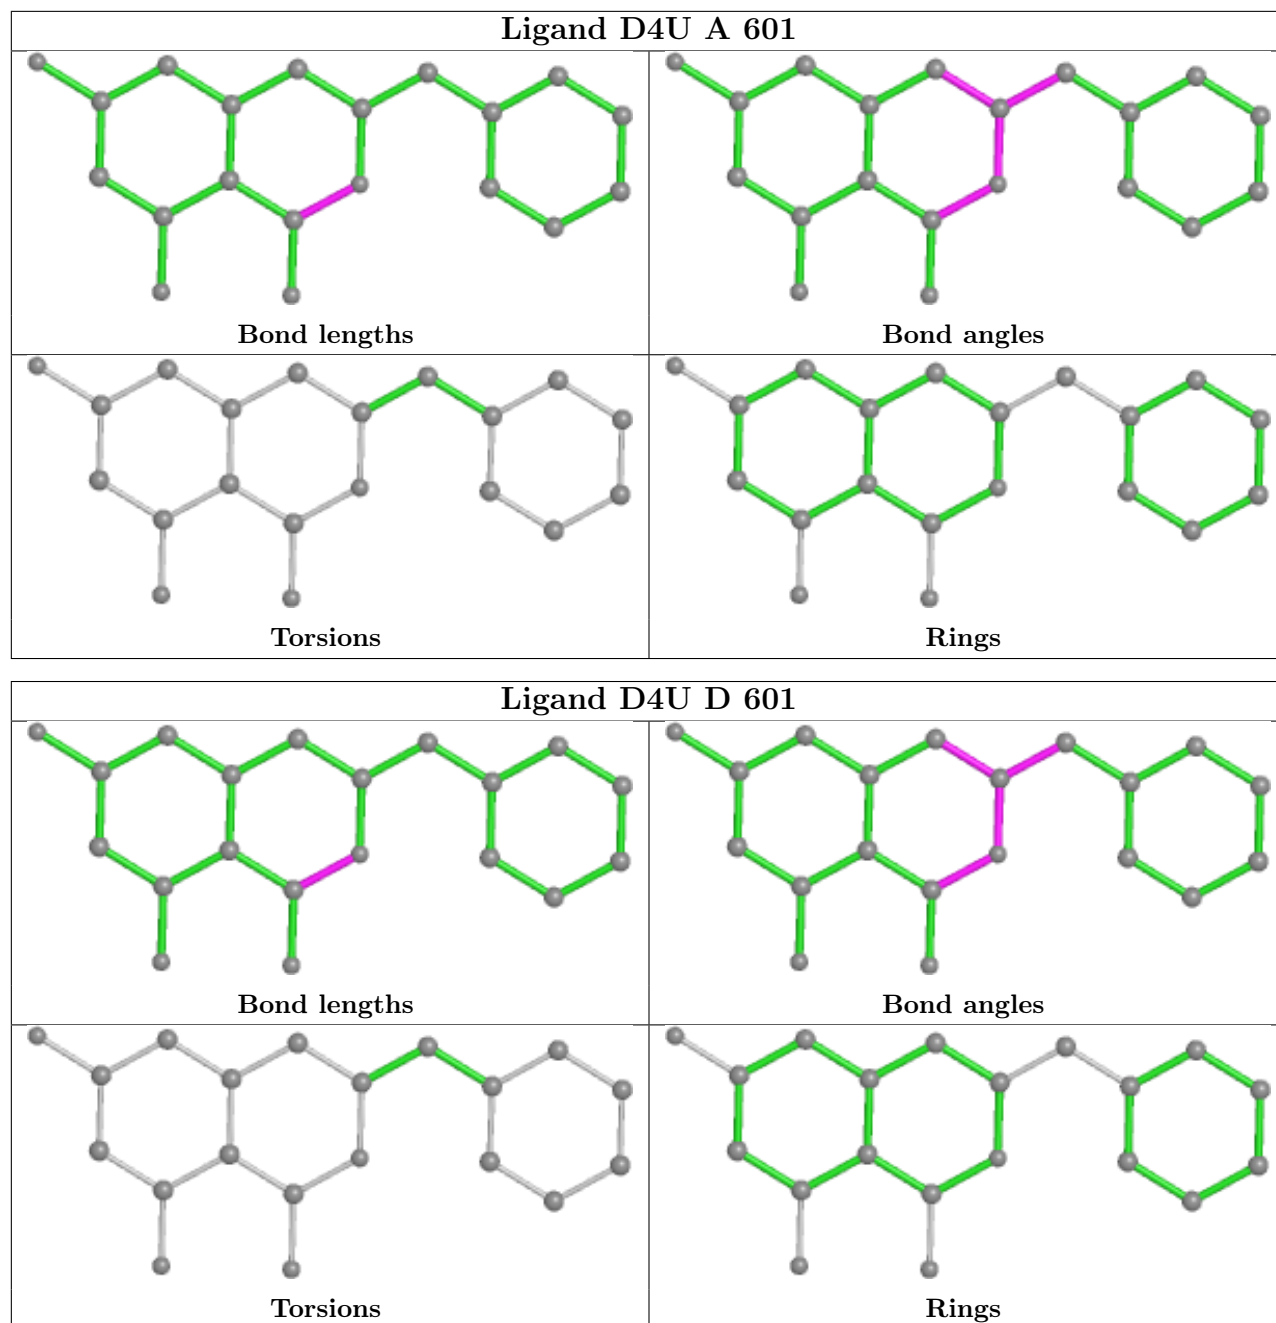 Ligand D4U A 601
Bond lengths
Bond angles
Torsions
Rings
Ligand D4U D 601
Bond lengths
Bond angles
Torsions
Rings